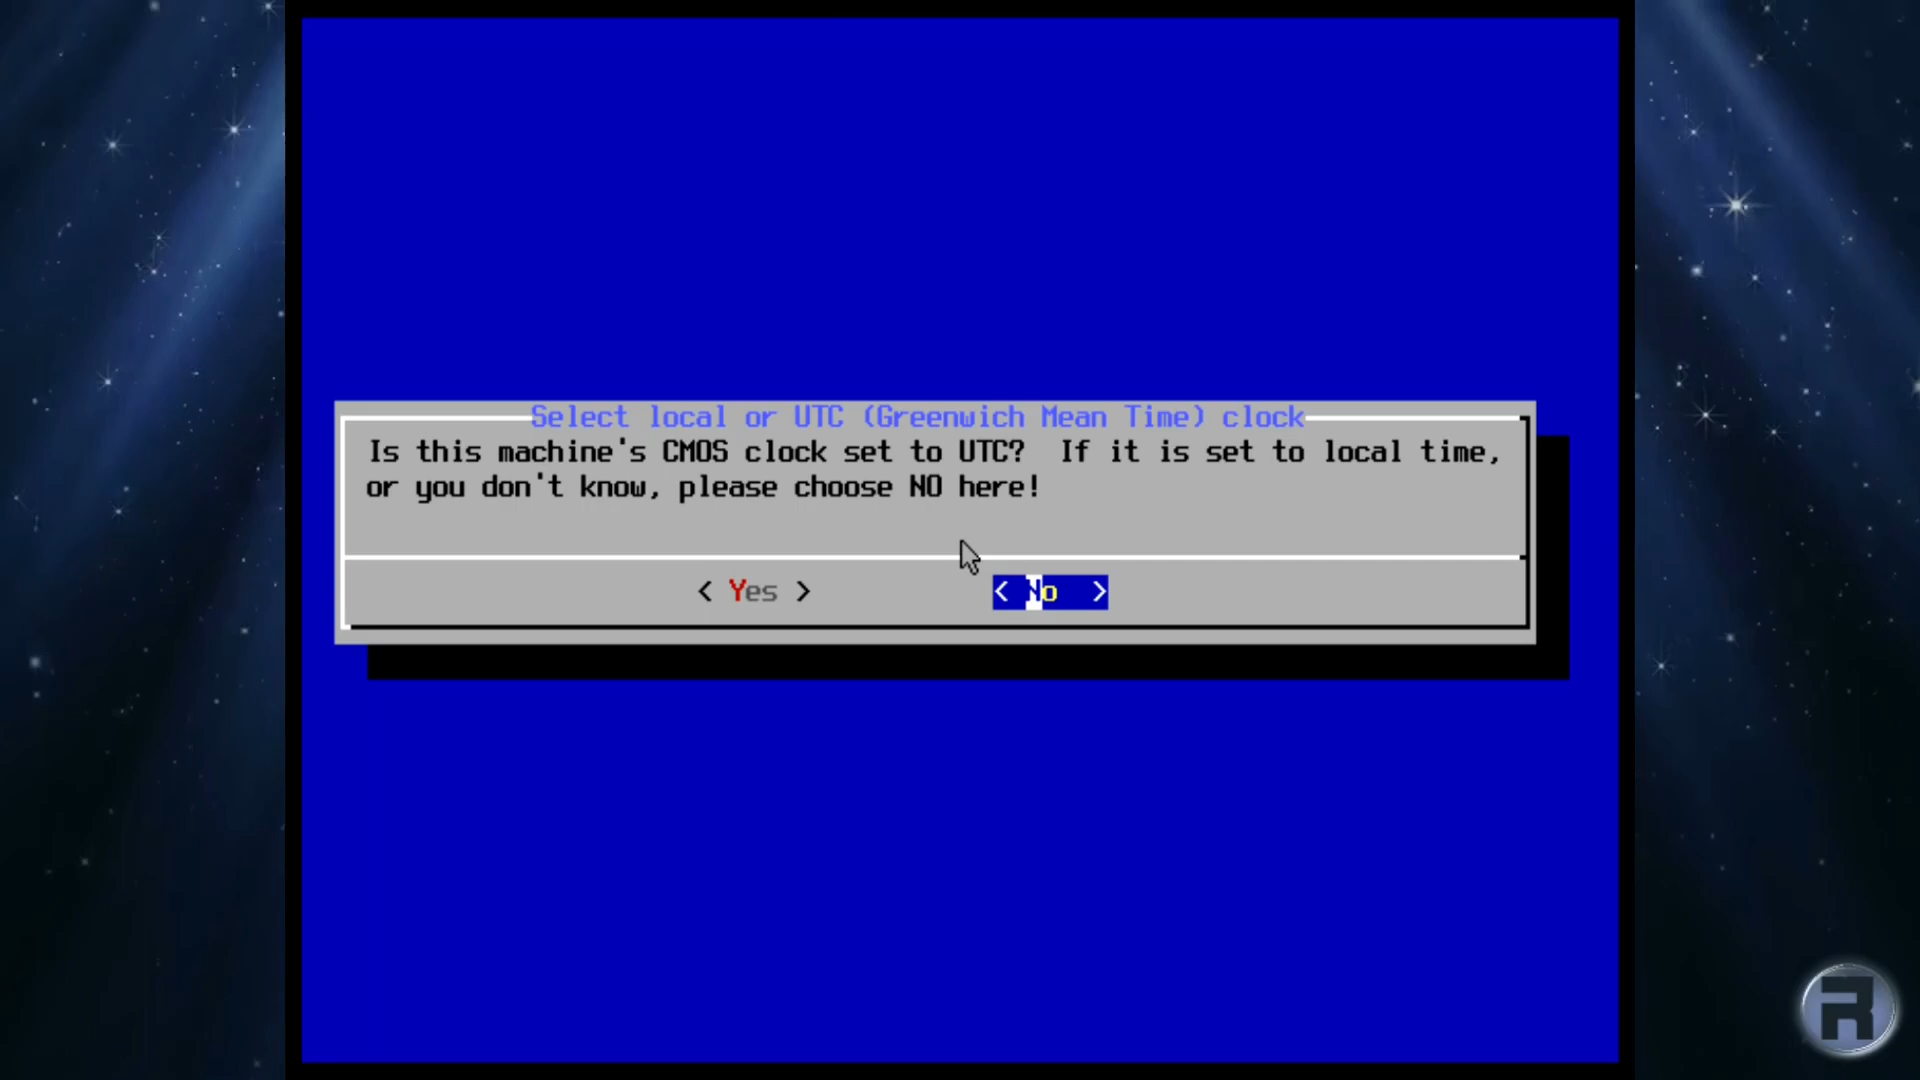 Select local or UTC (Greenwich Mean Time) clock
Is this machine's CMOS clock set to UTC?  If it is set to local time,
or you don't know, please choose NO here!
< Yes > < No >
R